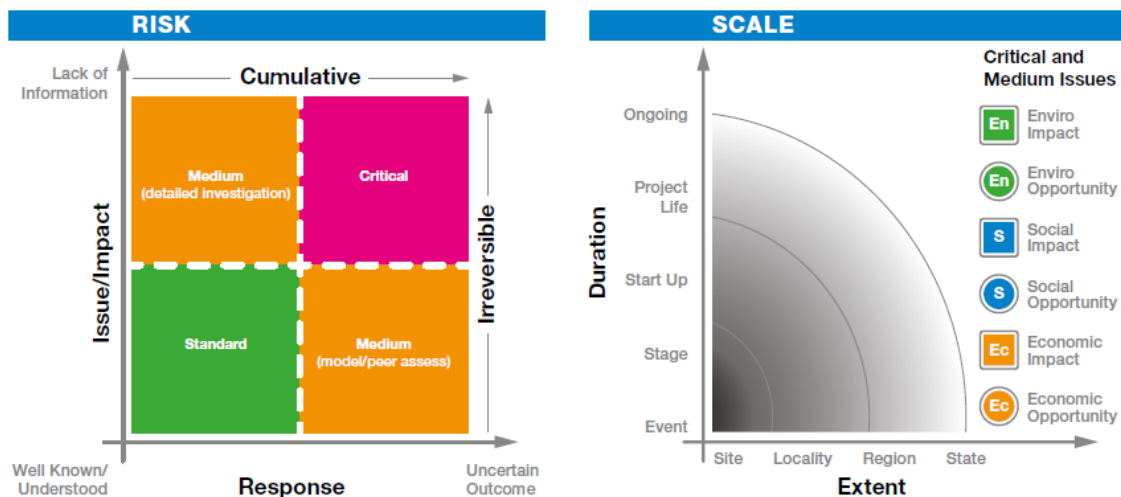 RISK
Lack of
Information
Cumulative
Medium
(detailed investigation)
Critical
Issue/Impact
Irreversible
Standard
Medium
(model/peer assess)
Well Known/
Understood
Response
Uncertain
Outcome
SCALE
Critical and
Medium Issues
Ongoing
Project
Life
Start Up
Stage
Event
Duration
Site
Locality
Region
State
Extent
En
Enviro
Impact
En
Enviro
Opportunity
S
Social
Impact
S
Social
Opportunity
Ec
Economic
Impact
Ec
Economic
Opportunity